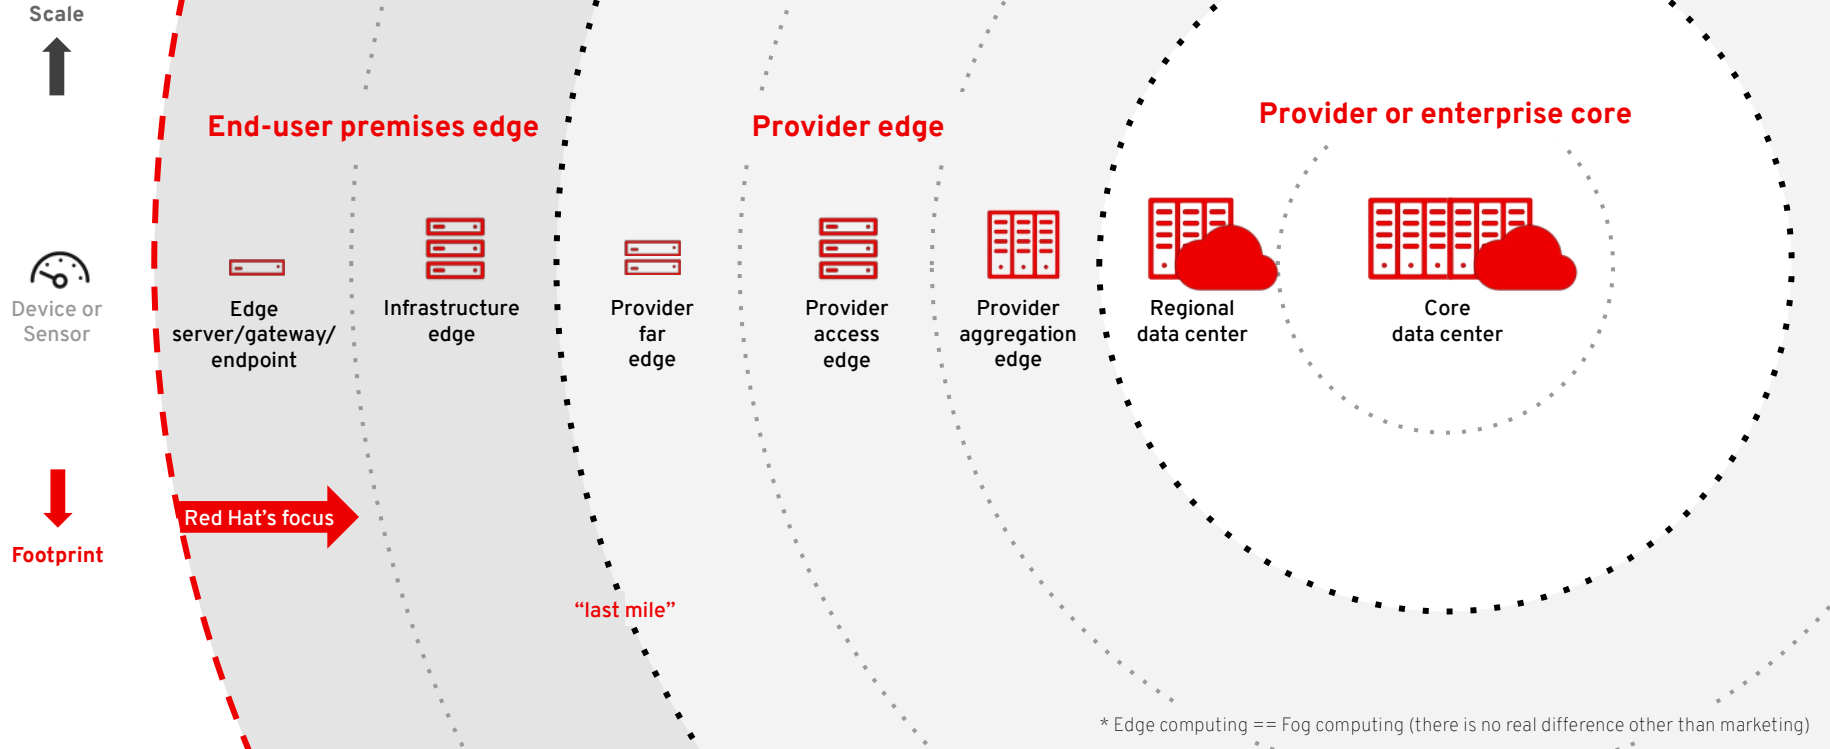 Scale
End-user premises edge
Provider edge
Provider or enterprise core
Device or
Sensor
Edge
server/gateway/
endpoint
Infrastructure
edge
Provider
far
edge
Provider
access
edge
Provider
aggregation
edge
Regional
data center
Core
data center
Red Hat’s focus
Footprint
“last mile”
* Edge computing == Fog computing (there is no real difference other than marketing)